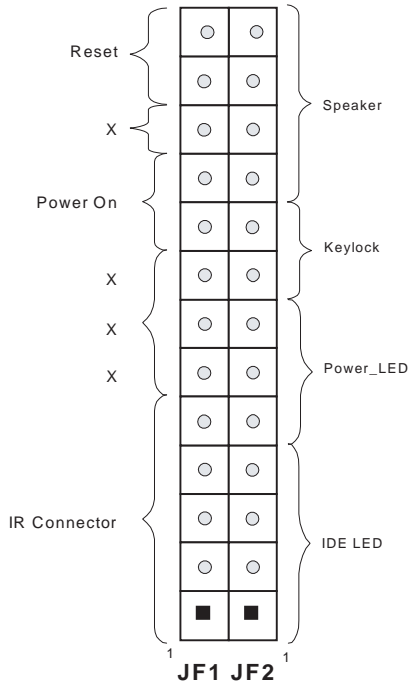 Reset
X
Speaker
Power On
Keylock
X
X
X
Power_LED
IR Connector
IDE LED
1
1
JF1 JF2